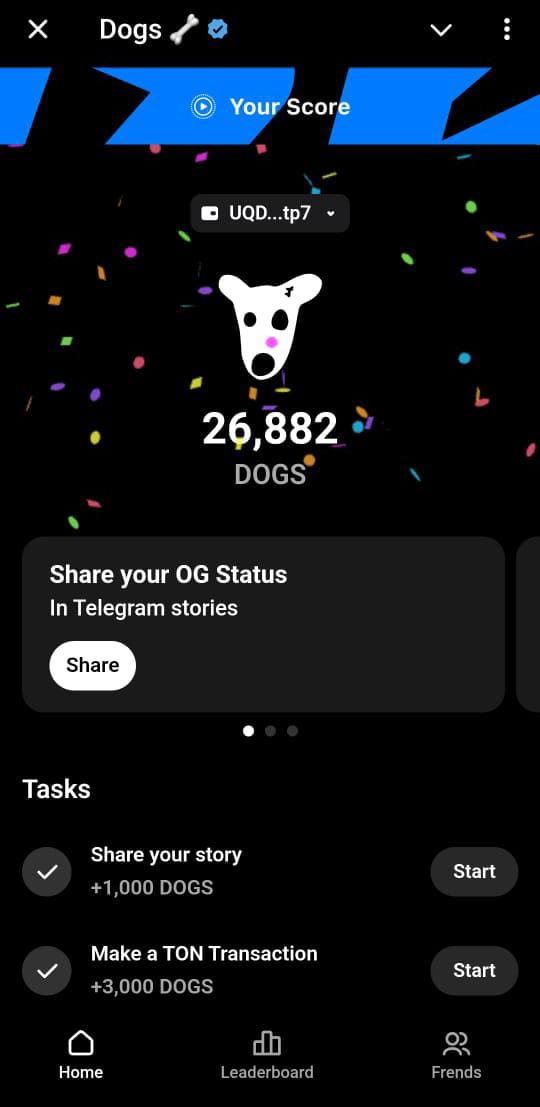 Dogs 🦴
Your Score
UQD...tp7
26,882
DOGS
Share your OG Status
In Telegram stories
Share
Tasks
Share your story
+1,000 DOGS
Start
Make a TON Transaction
+3,000 DOGS
Start
Home
Leaderboard
Frends